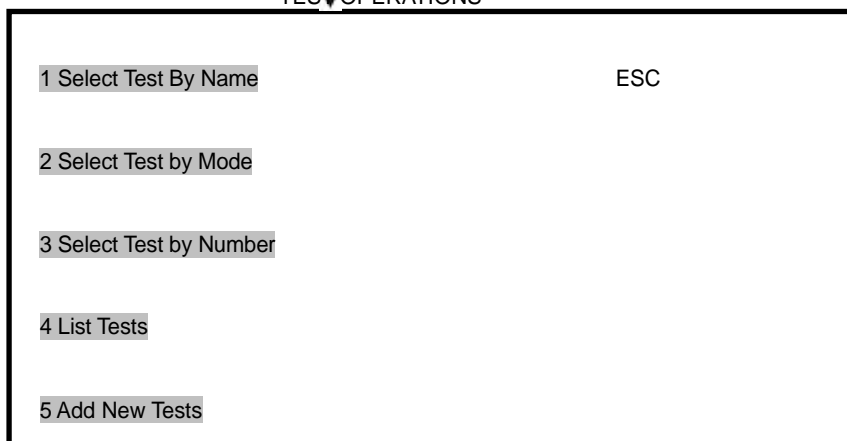 OPERATIONS
1 Select Test By Name ESC
2 Select Test by Mode
3 Select Test by Number
4 List Tests
5 Add New Tests